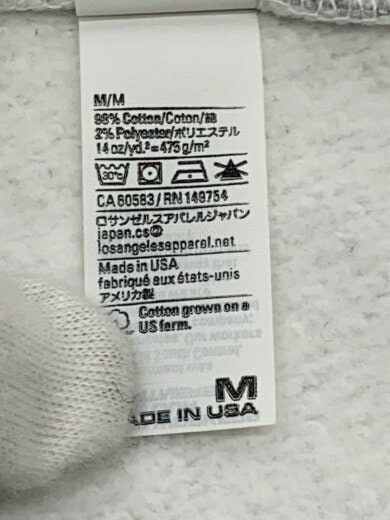 M/M
98% Cotton/Coton/綿
2% Polyester/ポリエステル
14 oz/yd.²=475g/m²
30°C
CA 60583 / RN 149754
ロサンゼルスアパレルジャパン
japan.cs@
losangelesapparel.net
Made in USA
fabriqué aux états-unis
アメリカ製
Cotton grown on a
US farm.
M
ADE IN USA